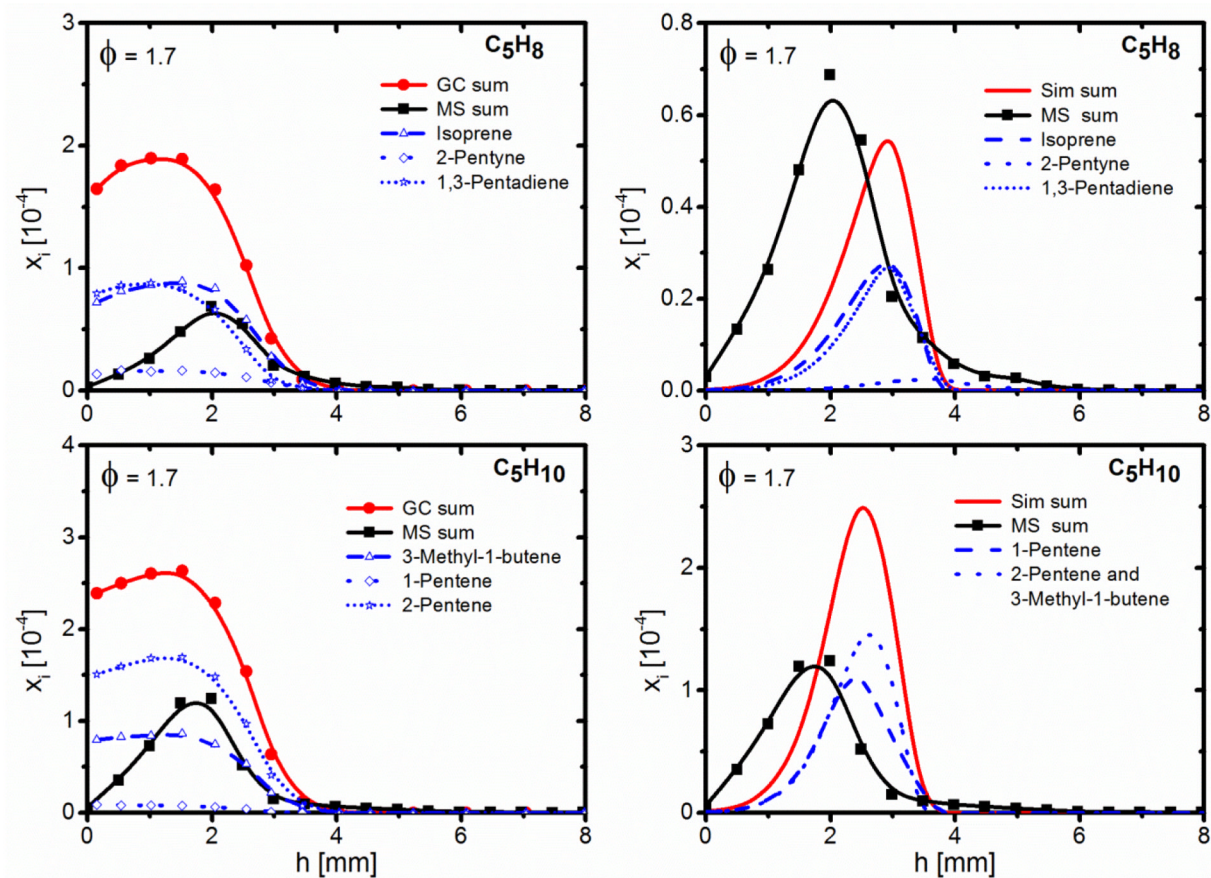 C5H8
ϕ = 1.7
GC sum
MS sum
Isoprene
2-Pentyne
1,3-Pentadiene
xi [10-4]
3
2
1
0
0 2 4 6 8
C5H8
ϕ = 1.7
Sim sum
MS sum
Isoprene
2-Pentyne
1,3-Pentadiene
xi [10-4]
0.8
0.6
0.4
0.2
0.0
0 2 4 6 8
C5H10
ϕ = 1.7
GC sum
MS sum
3-Methyl-1-butene
1-Pentene
2-Pentene
xi [10-4]
4
3
2
1
0
0 2 4 6 8
h [mm]
C5H10
ϕ = 1.7
Sim sum
MS sum
1-Pentene
2-Pentene and
3-Methyl-1-butene
xi [10-4]
3
2
1
0
0 2 4 6 8
h [mm]